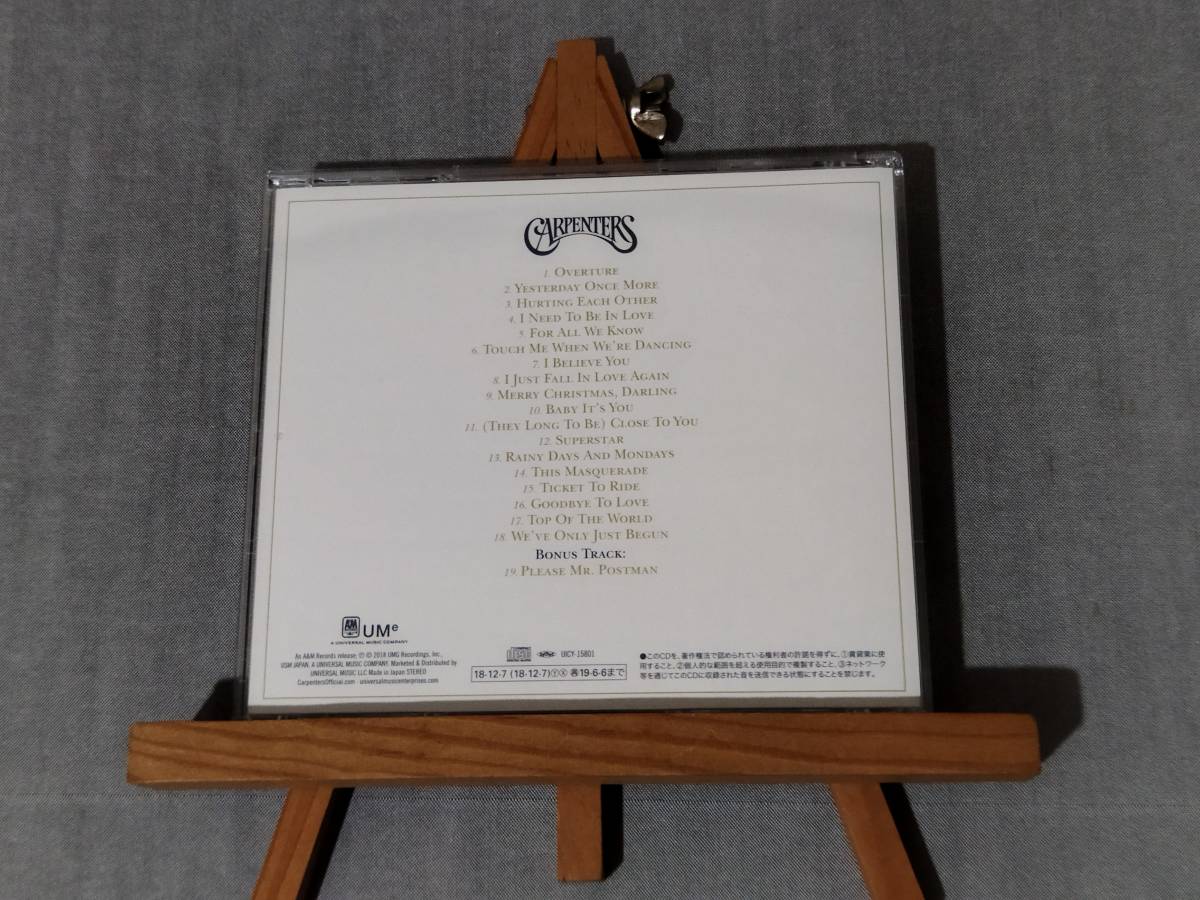 CARPENTERS
1. OVERTURE
2. YESTERDAY ONCE MORE
3. HURTING EACH OTHER
4. I NEED TO BE IN LOVE
5. FOR ALL WE KNOW
6. TOUCH ME WHEN WE'RE DANCING
7. I BELIEVE YOU
8. I JUST FALL IN LOVE AGAIN
9. MERRY CHRISTMAS, DARLING
10. BABY IT'S YOU
11. (THEY LONG TO BE) CLOSE TO YOU
12. SUPERSTAR
13. RAINY DAYS AND MONDAYS
14. THIS MASQUERADE
15. TICKET TO RIDE
16. GOODBYE TO LOVE
17. TOP OF THE WORLD
18. WE'VE ONLY JUST BEGUN
BONUS TRACK:
19. PLEASE MR. POSTMAN
A&M UMe
A UNIVERSAL MUSIC COMPANY
An A&M Records release; ℗ © 2018 UMG Recordings, Inc.,
USM JAPAN, A UNIVERSAL MUSIC COMPANY. Marketed & Distributed by
UNIVERSAL MUSIC LLC Made in Japan STEREO
CarpentersOfficial.com universalmusicenterprises.com
UICY-15801
18·12·7 (18·12·7)ⓎⓍ 再19·6·6まで
●このCDを、著作権法で認められている権利者の許諾を得ずに、①賃貸業に使
用すること、②個人的な範囲を超える使用目的で複製すること、③ネットワーク
等を通じてこのCDに収録された音を送信できる状態にすることを禁じます。